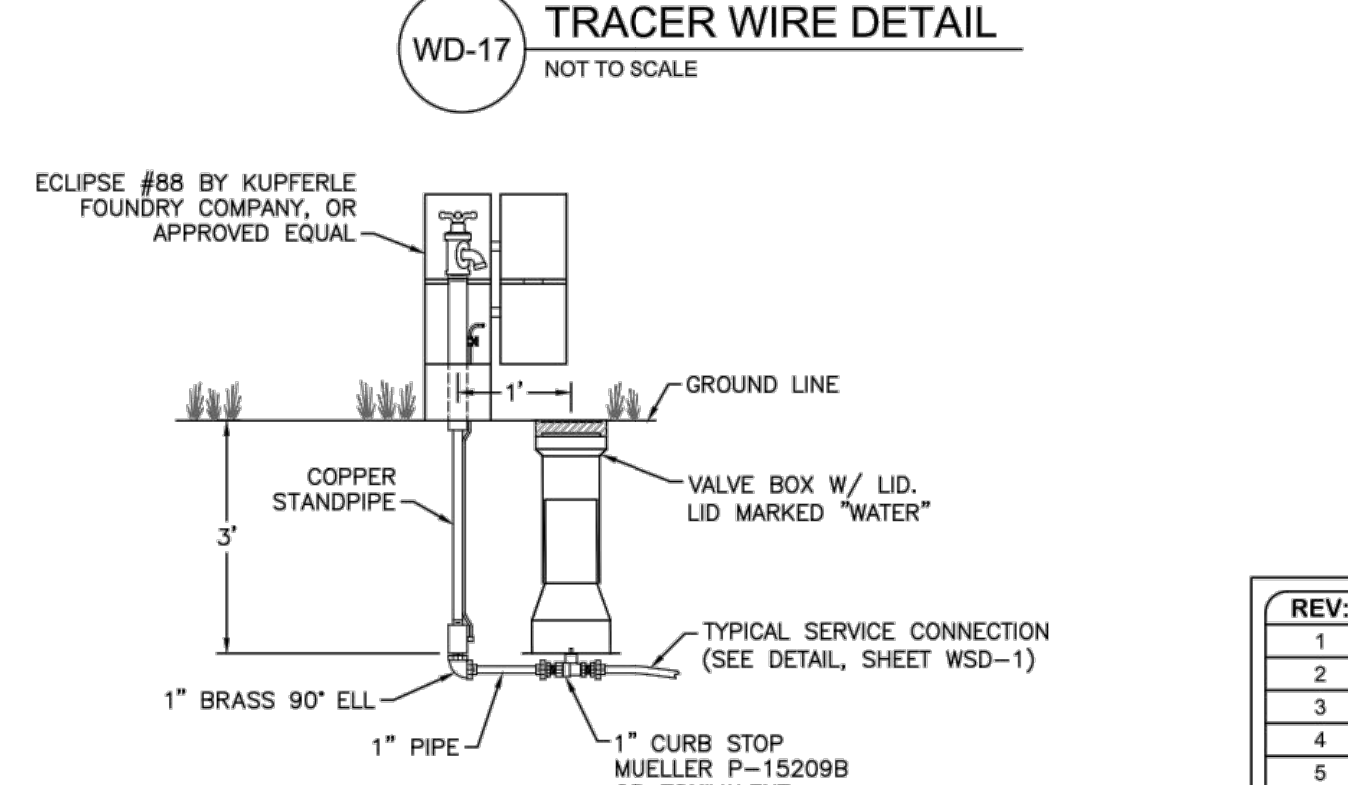 TRACER WIRE DETAIL
WD-17
NOT TO SCALE
ECLIPSE #88 BY KUPFERLE
FOUNDRY COMPANY, OR
APPROVED EQUAL
1'
GROUND LINE
COPPER
STANDPIPE
VALVE BOX W/ LID.
LID MARKED "WATER"
3'
TYPICAL SERVICE CONNECTION
(SEE DETAIL, SHEET WSD-1)
1" BRASS 90° ELL
1" PIPE
1" CURB STOP
MUELLER P-15209B
REV:
1
2
3
4
5